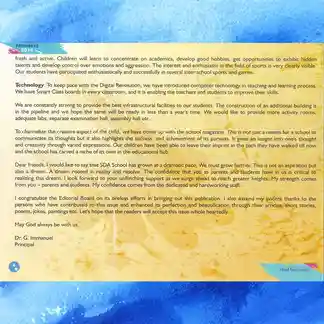 fresh and active. Children will learn to concentrate on academics, develop good hobbies, get opportunities to exhibit hidden
talents and develop control over emotions and aggression. The interest and enthusiasm in the field of sports is very clearly visible.
Our students have participated enthusiastically and successfully in several inter-school sports and games.
Technology: To keep pace with the Digital Revolution, we have introduced computer technology in teaching and learning process.
We have Smart Class boards in every classroom, and it is enabling the teachers and students to improve their skills.
We are constantly striving to provide the best infrastructural facilities to our students. The construction of an additional building is
in the pipeline and we hope the same will be ready in less than a year's time. We would like to provide more activity rooms,
adequate labs, separate examination hall, assembly hall etc.
To channelize the creative aspect of the child, we have come up with the school magazine. This is not just a medium for a school to
communicate its thoughts but it also highlights the beliefs and achievements of its pursuers. It gives an insight into one's thought
and creativity through varied expressions. Our children have been able to leave their imprint in the path they have walked till now
and the school has carved a niche of its own in the educational hub.
Dear friends, I would like to say that SDA School has grown at a dramatic pace. We must grow further. This is not an aspiration but
also a dream. A dream rooted in reality and resolve. The confidence that you as parents and students have in us is critical to
realizing that dream. I look forward to your unflinching support as we surge ahead to reach greater heights. My strength comes
from you - parents and students. My confidence comes from the dedicated and hardworking staff.
I congratulate the Editorial Board on its tireless efforts in bringing out this publication. I also extend my joyous thanks to the
persons who have contributed to this issue and enhanced its perfection and beautification through their articles, short stories,
poems, jokes, paintings etc. Let's hope that the readers will accept this issue whole heartedly.
May God always be with us.
Dr. G. Immanuel
Principal